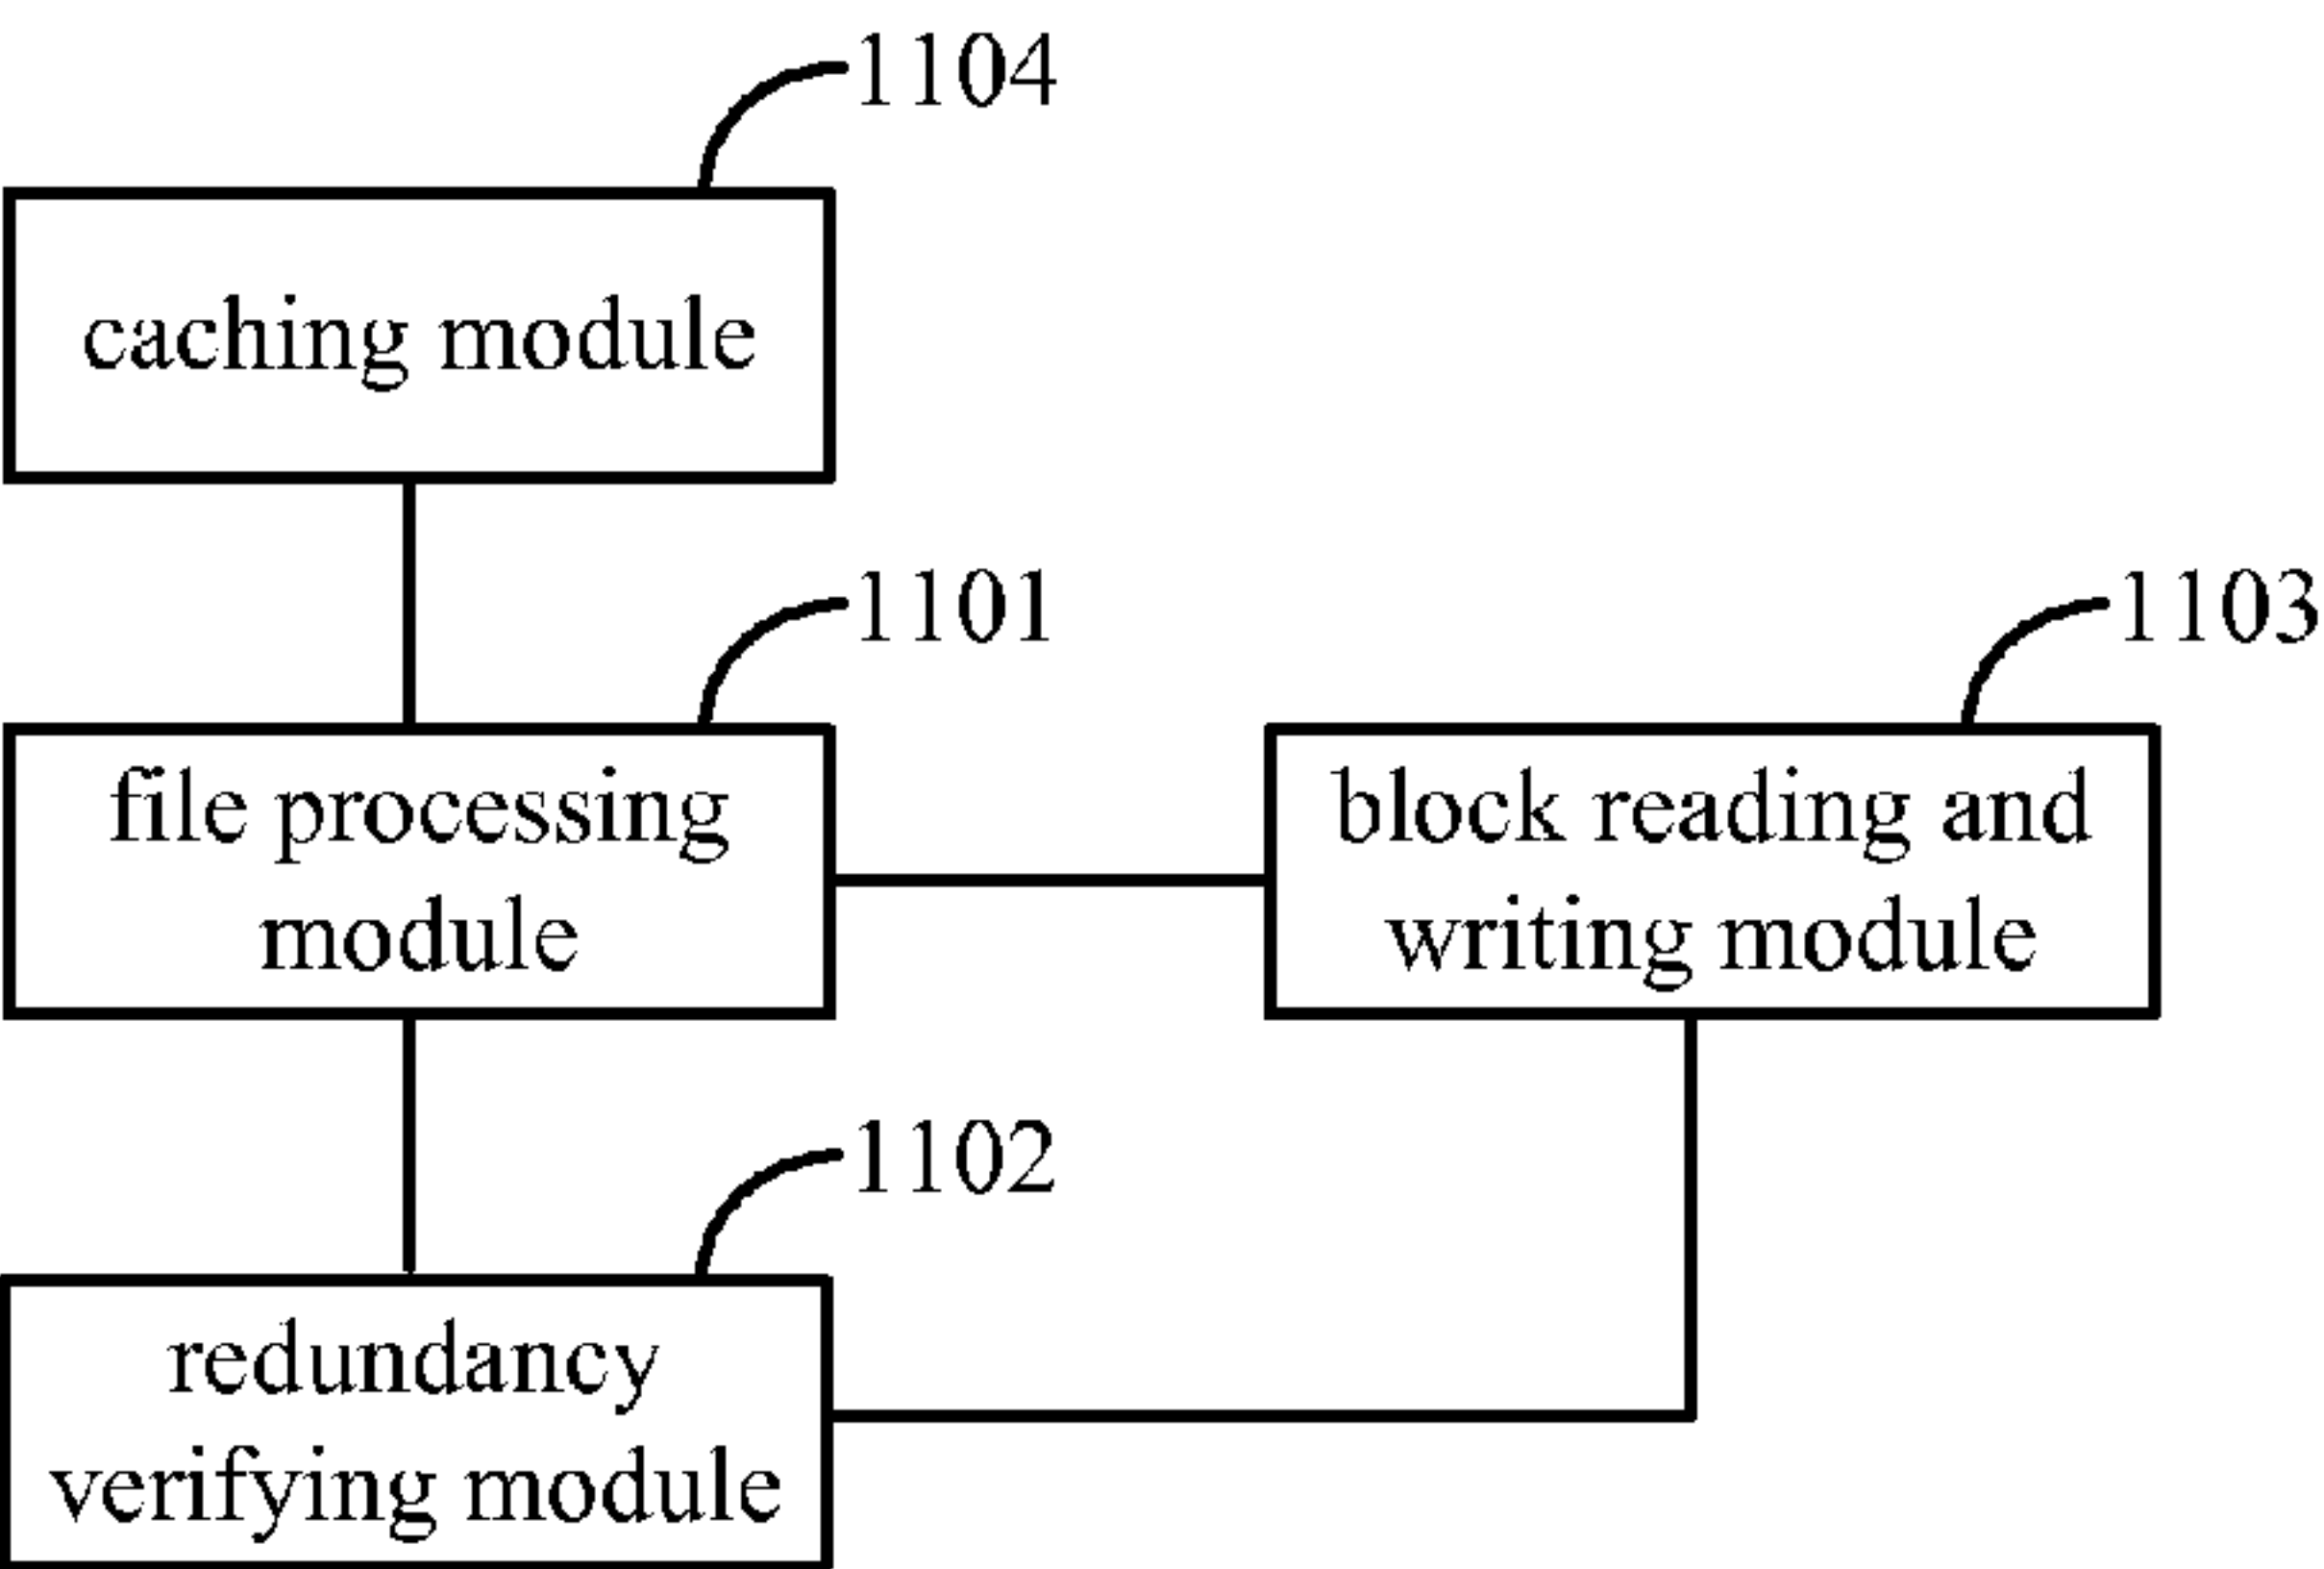 1104
caching module
1101
file processing
module
1103
block reading and
writing module
1102
redundancy
verifying module